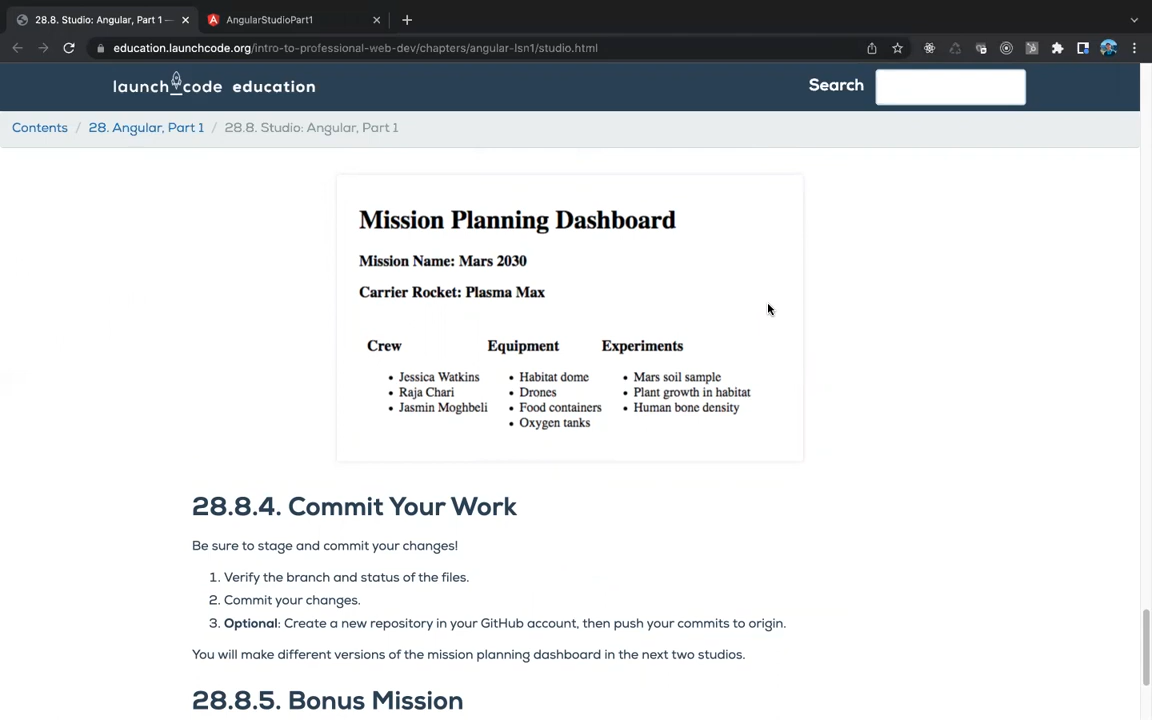 28.8. Studio: Angular, Part 1 —
AngularStudioPart1
education.launchcode.org/intro-to-professional-web-dev/chapters/angular-lsn1/studio.html
launch_code education
Search
Contents / 28. Angular, Part 1 / 28.8. Studio: Angular, Part 1
Mission Planning Dashboard
Mission Name: Mars 2030
Carrier Rocket: Plasma Max
Crew
• Jessica Watkins
• Raja Chari
• Jasmin Moghbeli
Equipment
• Habitat dome
• Drones
• Food containers
• Oxygen tanks
Experiments
• Mars soil sample
• Plant growth in habitat
• Human bone density
28.8.4. Commit Your Work
Be sure to stage and commit your changes!
1. Verify the branch and status of the files.
2. Commit your changes.
3. Optional: Create a new repository in your GitHub account, then push your commits to origin.
You will make different versions of the mission planning dashboard in the next two studios.
28.8.5. Bonus Mission